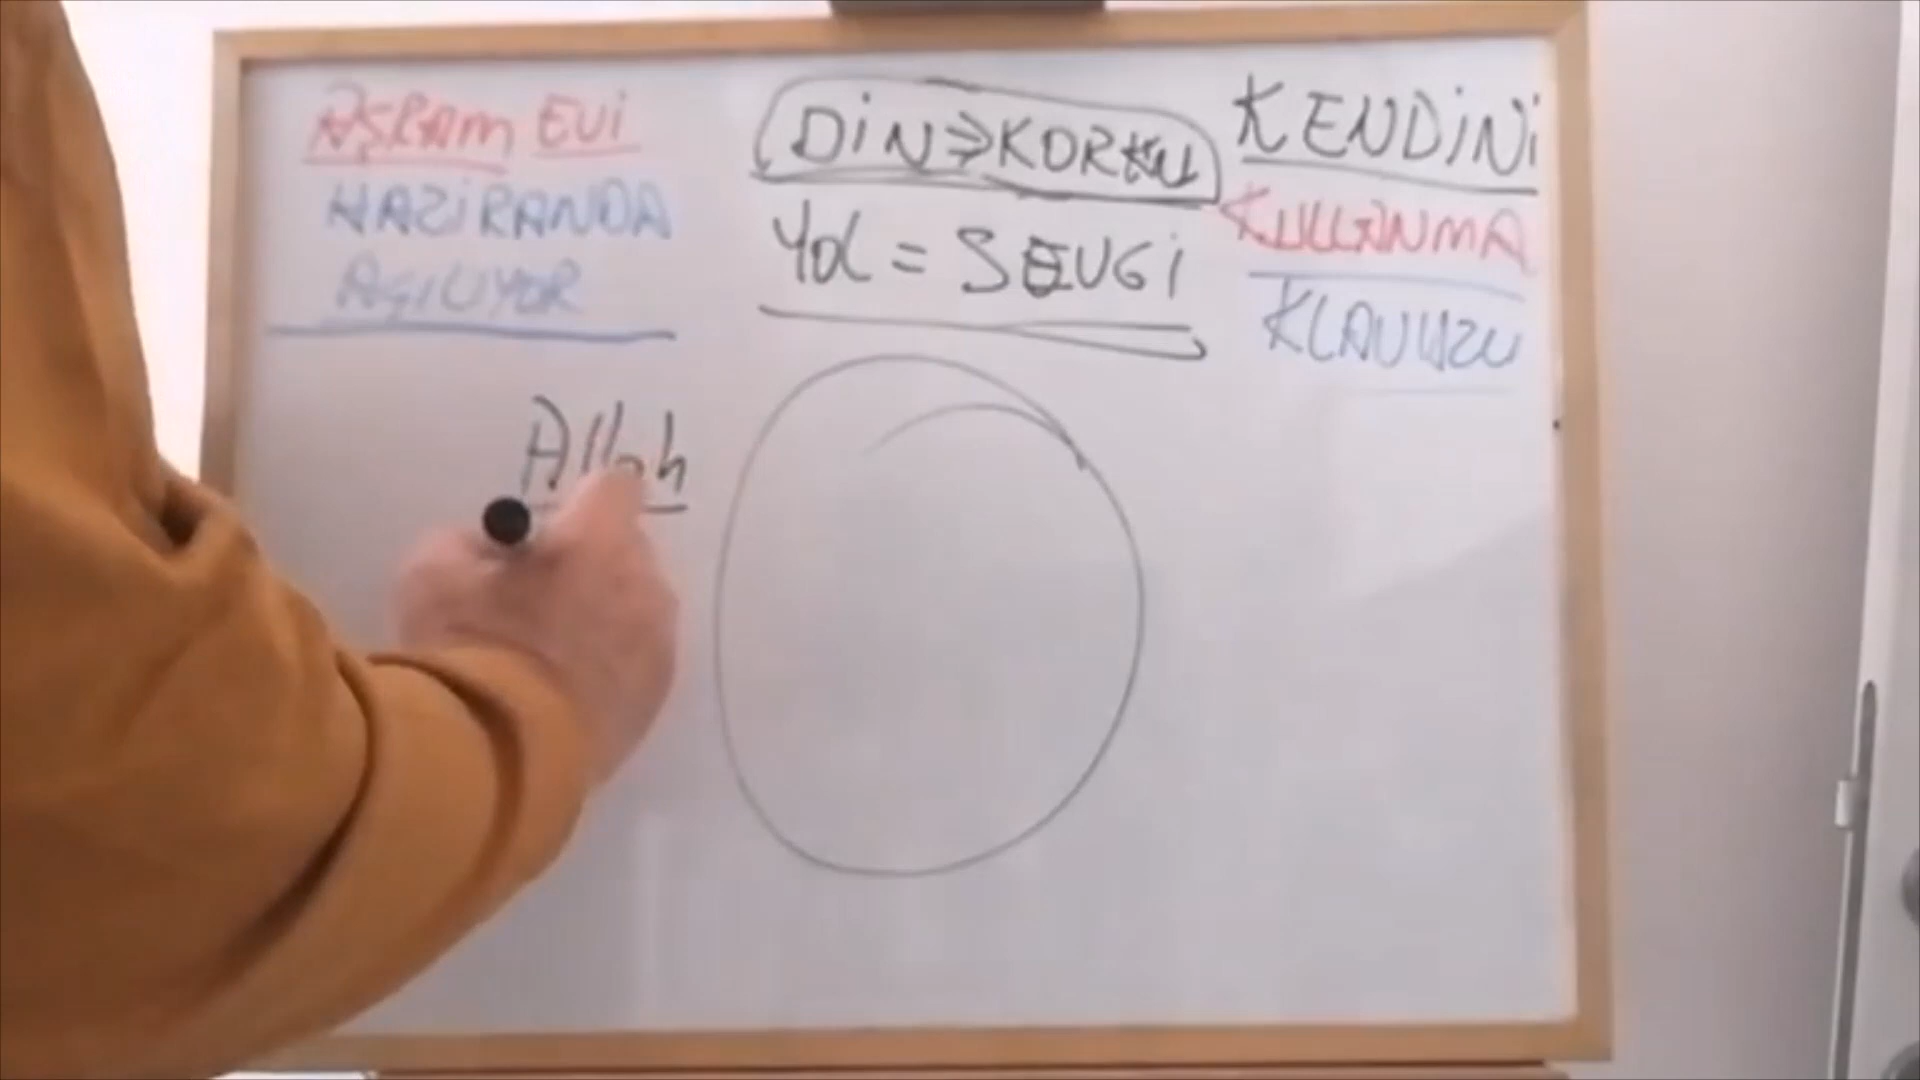 AŞRAM EVİ
HAZİRANDA
AÇILIYOR
DİN ⇒ KORKU
Yol = SEVGİ
KENDİNİ
KULLANMA
KLAVUZU
Allah